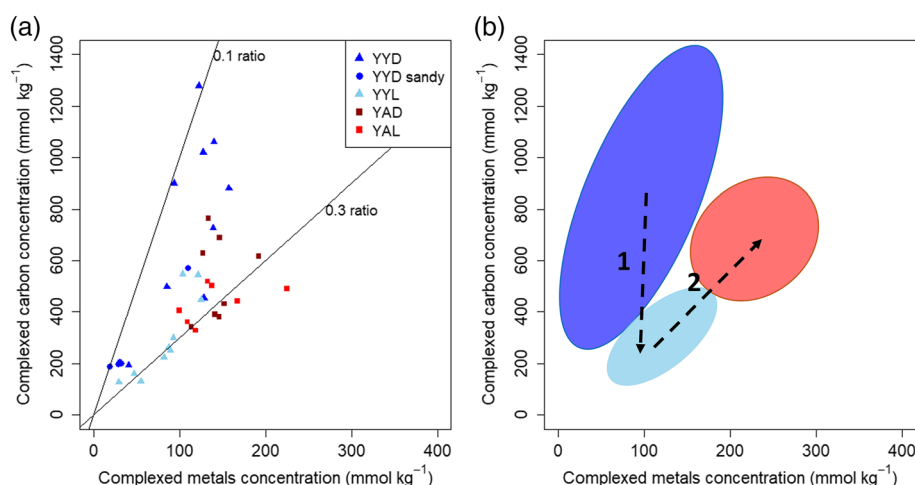 (a)
Complexed carbon concentration (mmol kg⁻¹)
1400
1200
1000
800
600
400
200
0
0.1 ratio
0.3 ratio
YYD
YYD sandy
YYL
YAD
YAL
0 100 200 300 400
Complexed metals concentration (mmol kg⁻¹)
(b)
Complexed carbon concentration (mmol kg⁻¹)
1400
1200
1000
800
600
400
200
0
1
2
0 100 200 300 400
Complexed metals concentration (mmol kg⁻¹)